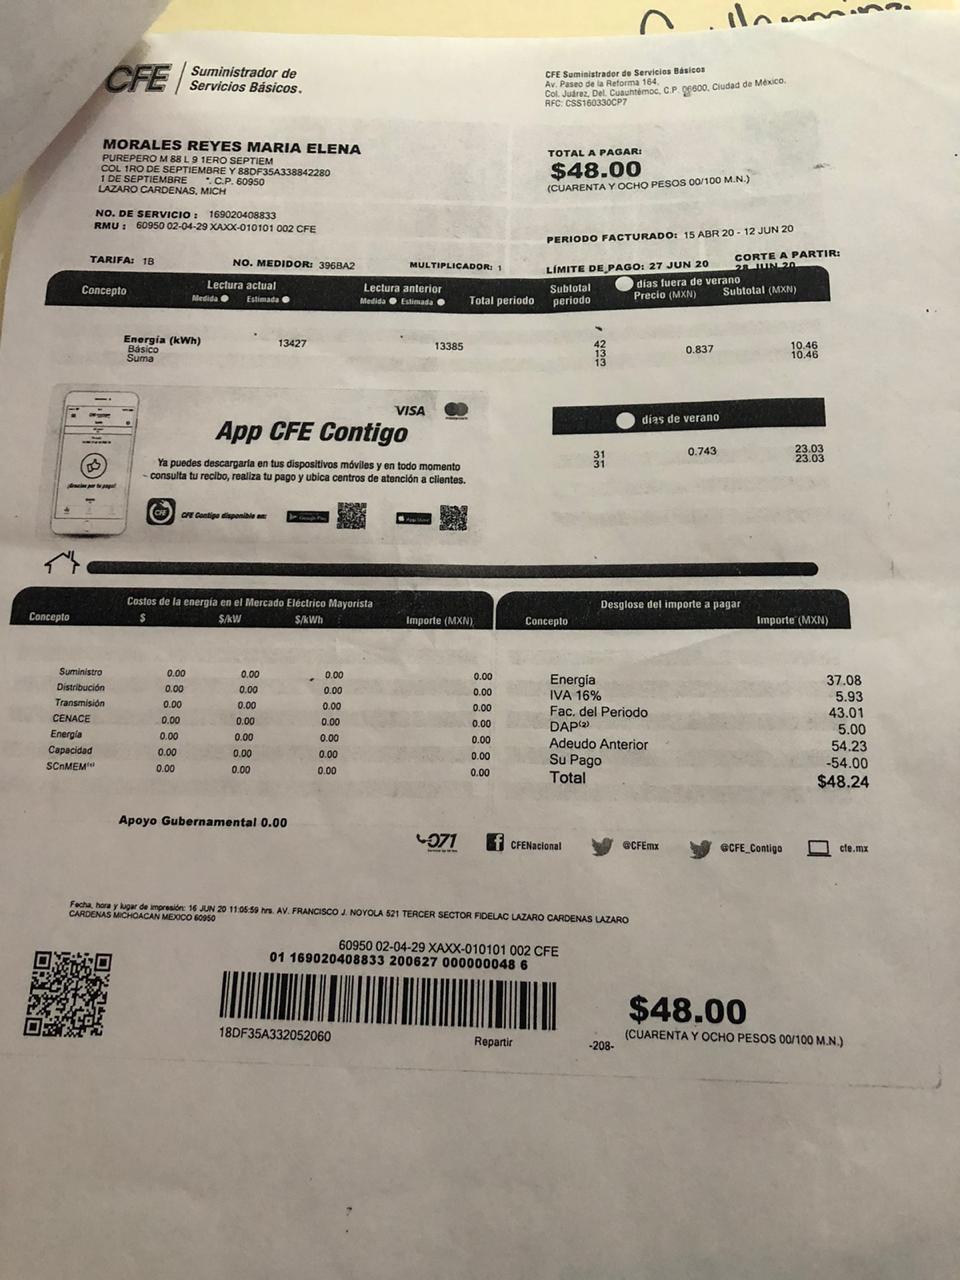 CFE Suministrador de
Servicios Básicos.
CFE Suministrador de Servicios Básicos
Av. Paseo de la Reforma 164,
Col. Juárez, Del. Cuauhtémoc, C.P. 06600, Ciudad de México.
RFC: CSS160330CP7
MORALES REYES MARIA ELENA
PUREPERO M 88 L 9 1ERO SEPTIEM
COL 1RO DE SEPTIEMBRE Y 88DF35A338842280
1 DE SEPTIEMBRE *. C.P. 60950
LAZARO CARDENAS, MICH
TOTAL A PAGAR:
$48.00
(CUARENTA Y OCHO PESOS 00/100 M.N.)
NO. DE SERVICIO : 169020408833
RMU : 60950 02-04-29 XAXX-010101 002 CFE
PERIODO FACTURADO: 15 ABR 20 - 12 JUN 20
TARIFA: 1B NO. MEDIDOR: 396BA2 MULTIPLICADOR: 1 LÍMITE DE PAGO: 27 JUN 20 CORTE A PARTIR:
28 JUN 20
Concepto Lectura actual Lectura anterior Total periodo Subtotal periodo días fuera de verano
Medida Estimada Medida Estimada Precio (MXN) Subtotal (MXN)
Energía (kWh) 13427 13385 42
Básico 13 0.837 10.46
Suma 13 10.46
VISA
App CFE Contigo
Ya puedes descargarla en tus dispositivos móviles y en todo momento
consulta tu recibo, realiza tu pago y ubica centros de atención a clientes.
¡Gracias por tu pago!
CFE CFE Contigo disponible en: Google Play App Store
días de verano
31 0.743 23.03
31 23.03
Costos de la energía en el Mercado Eléctrico Mayorista
Concepto $ $/kW $/kWh Importe (MXN)
Suministro 0.00 0.00 0.00 0.00
Distribución 0.00 0.00 0.00 0.00
Transmisión 0.00 0.00 0.00 0.00
CENACE 0.00 0.00 0.00 0.00
Energía 0.00 0.00 0.00 0.00
Capacidad 0.00 0.00 0.00 0.00
SCnMEM(1) 0.00 0.00 0.00 0.00
Desglose del importe a pagar
Concepto Importe (MXN)
Energía 37.08
IVA 16% 5.93
Fac. del Periodo 43.01
DAP(2) 5.00
Adeudo Anterior 54.23
Su Pago -54.00
Total $48.24
Apoyo Gubernamental 0.00
071 CFENacional @CFEmx @CFE_Contigo cfe.mx
Fecha, hora y lugar de impresión: 16 JUN 20 11:05:59 hrs. AV. FRANCISCO J. NOYOLA 521 TERCER SECTOR FIDELAC LAZARO CARDENAS LAZARO
CARDENAS MICHOACAN MEXICO 60950
60950 02-04-29 XAXX-010101 002 CFE
01 169020408833 200627 000000048 6
18DF35A332052060 Repartir -208-
$48.00
(CUARENTA Y OCHO PESOS 00/100 M.N.)